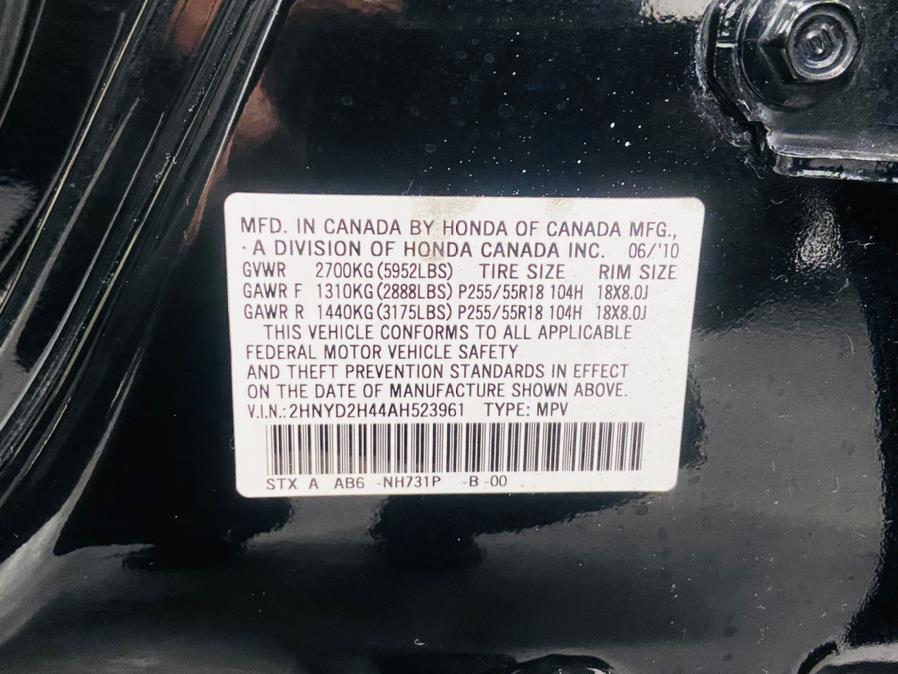 MFD. IN CANADA BY HONDA OF CANADA MFG.,
A DIVISION OF HONDA CANADA INC. 06/'10
GVWR 2700KG(5952LBS) TIRE SIZE RIM SIZE
GAWR F 1310KG(2888LBS) P255/55R18 104H 18X8.0J
GAWR R 1440KG(3175LBS) P255/55R18 104H 18X8.0J
THIS VEHICLE CONFORMS TO ALL APPLICABLE
FEDERAL MOTOR VEHICLE SAFETY
AND THEFT PREVENTION STANDARDS IN EFFECT
ON THE DATE OF MANUFACTURE SHOWN ABOVE.
V.I.N.:2HNYD2H44AH523961 TYPE: MPV
STX A AB6 -NH731P -B -00